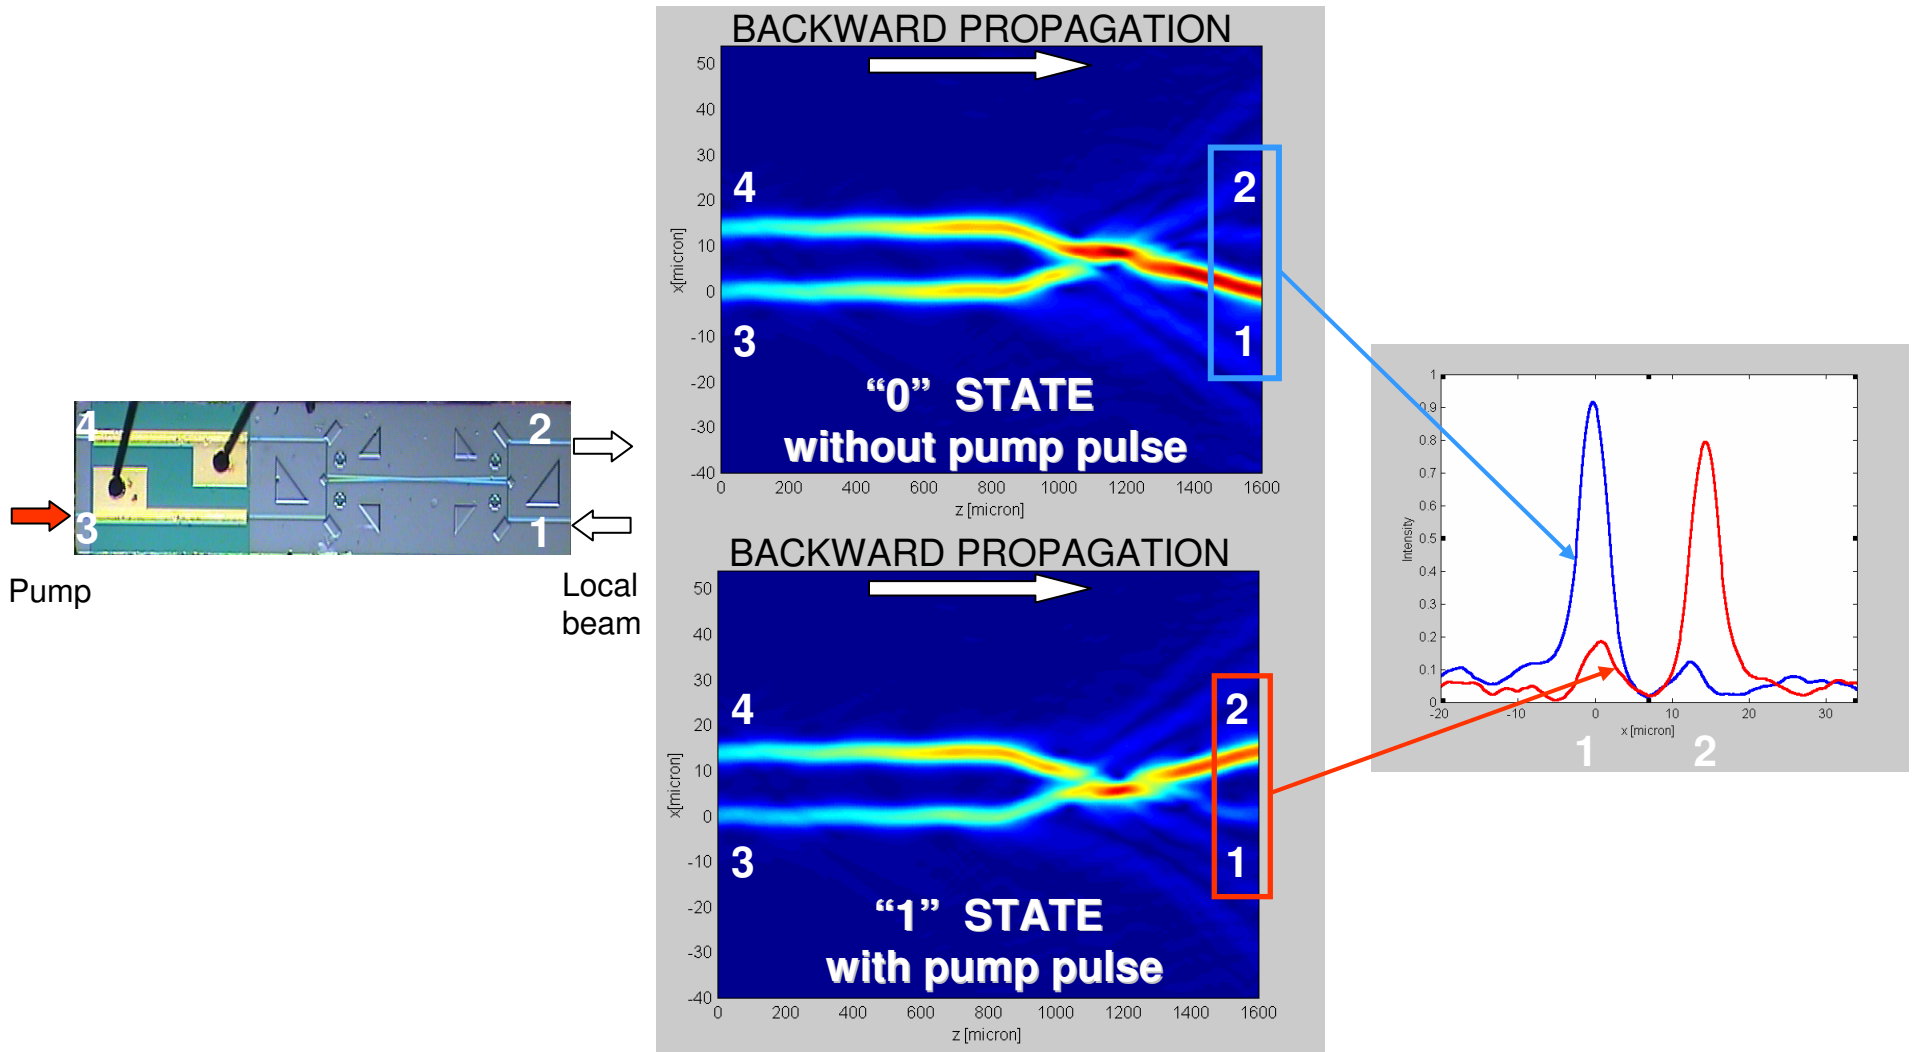 4
2
3
1
Pump
Local
beam
BACKWARD PROPAGATION
50
40
30
20
10
0
-10
-20
-30
-40
x[micron]
4
2
3
1
“0” STATE
without pump pulse
0 200 400 600 800 1000 1200 1400 1600
z [micron]
BACKWARD PROPAGATION
50
40
30
20
10
0
-10
-20
-30
-40
x[micron]
4
2
3
1
“1” STATE
with pump pulse
0 200 400 600 800 1000 1200 1400 1600
z [micron]
1
0.9
0.8
0.7
0.6
0.5
0.4
0.3
0.2
0.1
0
Intensity
-20 -10 0 10 20 30
x [micron]
1 2